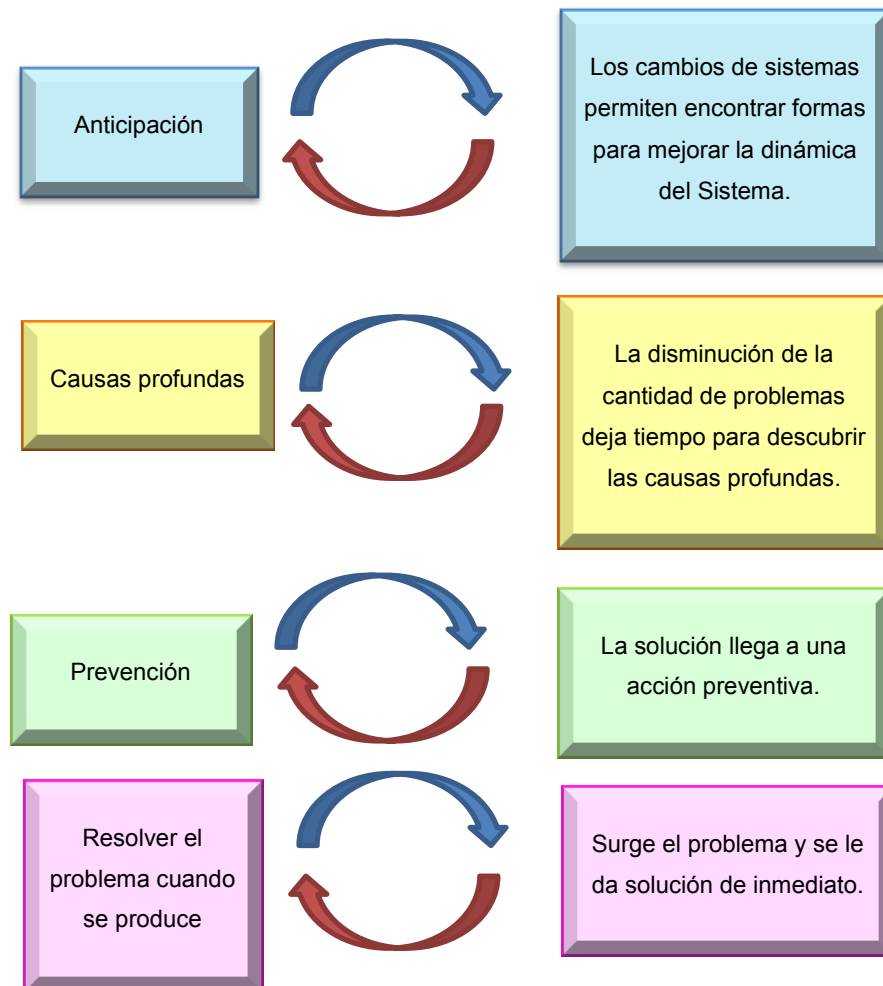 Anticipación
Los cambios de sistemas
permiten encontrar formas
para mejorar la dinámica
del Sistema.
Causas profundas
La disminución de la
cantidad de problemas
deja tiempo para descubrir
las causas profundas.
Prevención
La solución llega a una
acción preventiva.
Resolver el
problema cuando
se produce
Surge el problema y se le
da solución de inmediato.